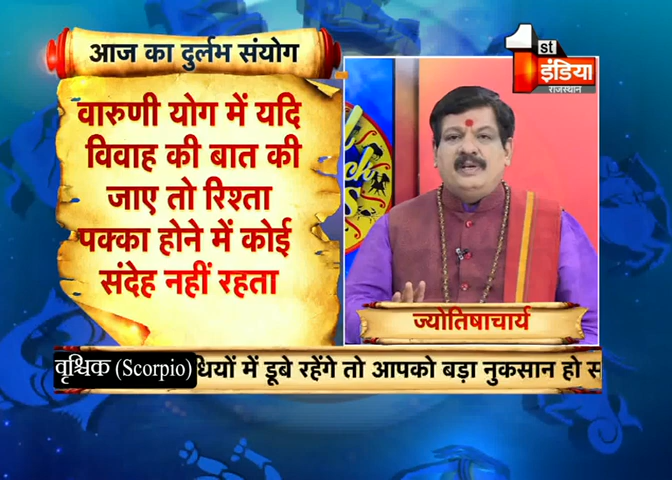 आज का दुर्लभ संयोग
वारुणी योग में यदि
विवाह की बात की
जाए तो रिश्ता
पक्का होने में कोई
संदेह नहीं रहता
1st
इंडिया
राजस्थान
ज्योतिषाचार्य
वृश्चिक (Scorpio)
में डूबे रहेंगे तो आपको बड़ा नुकसान हो